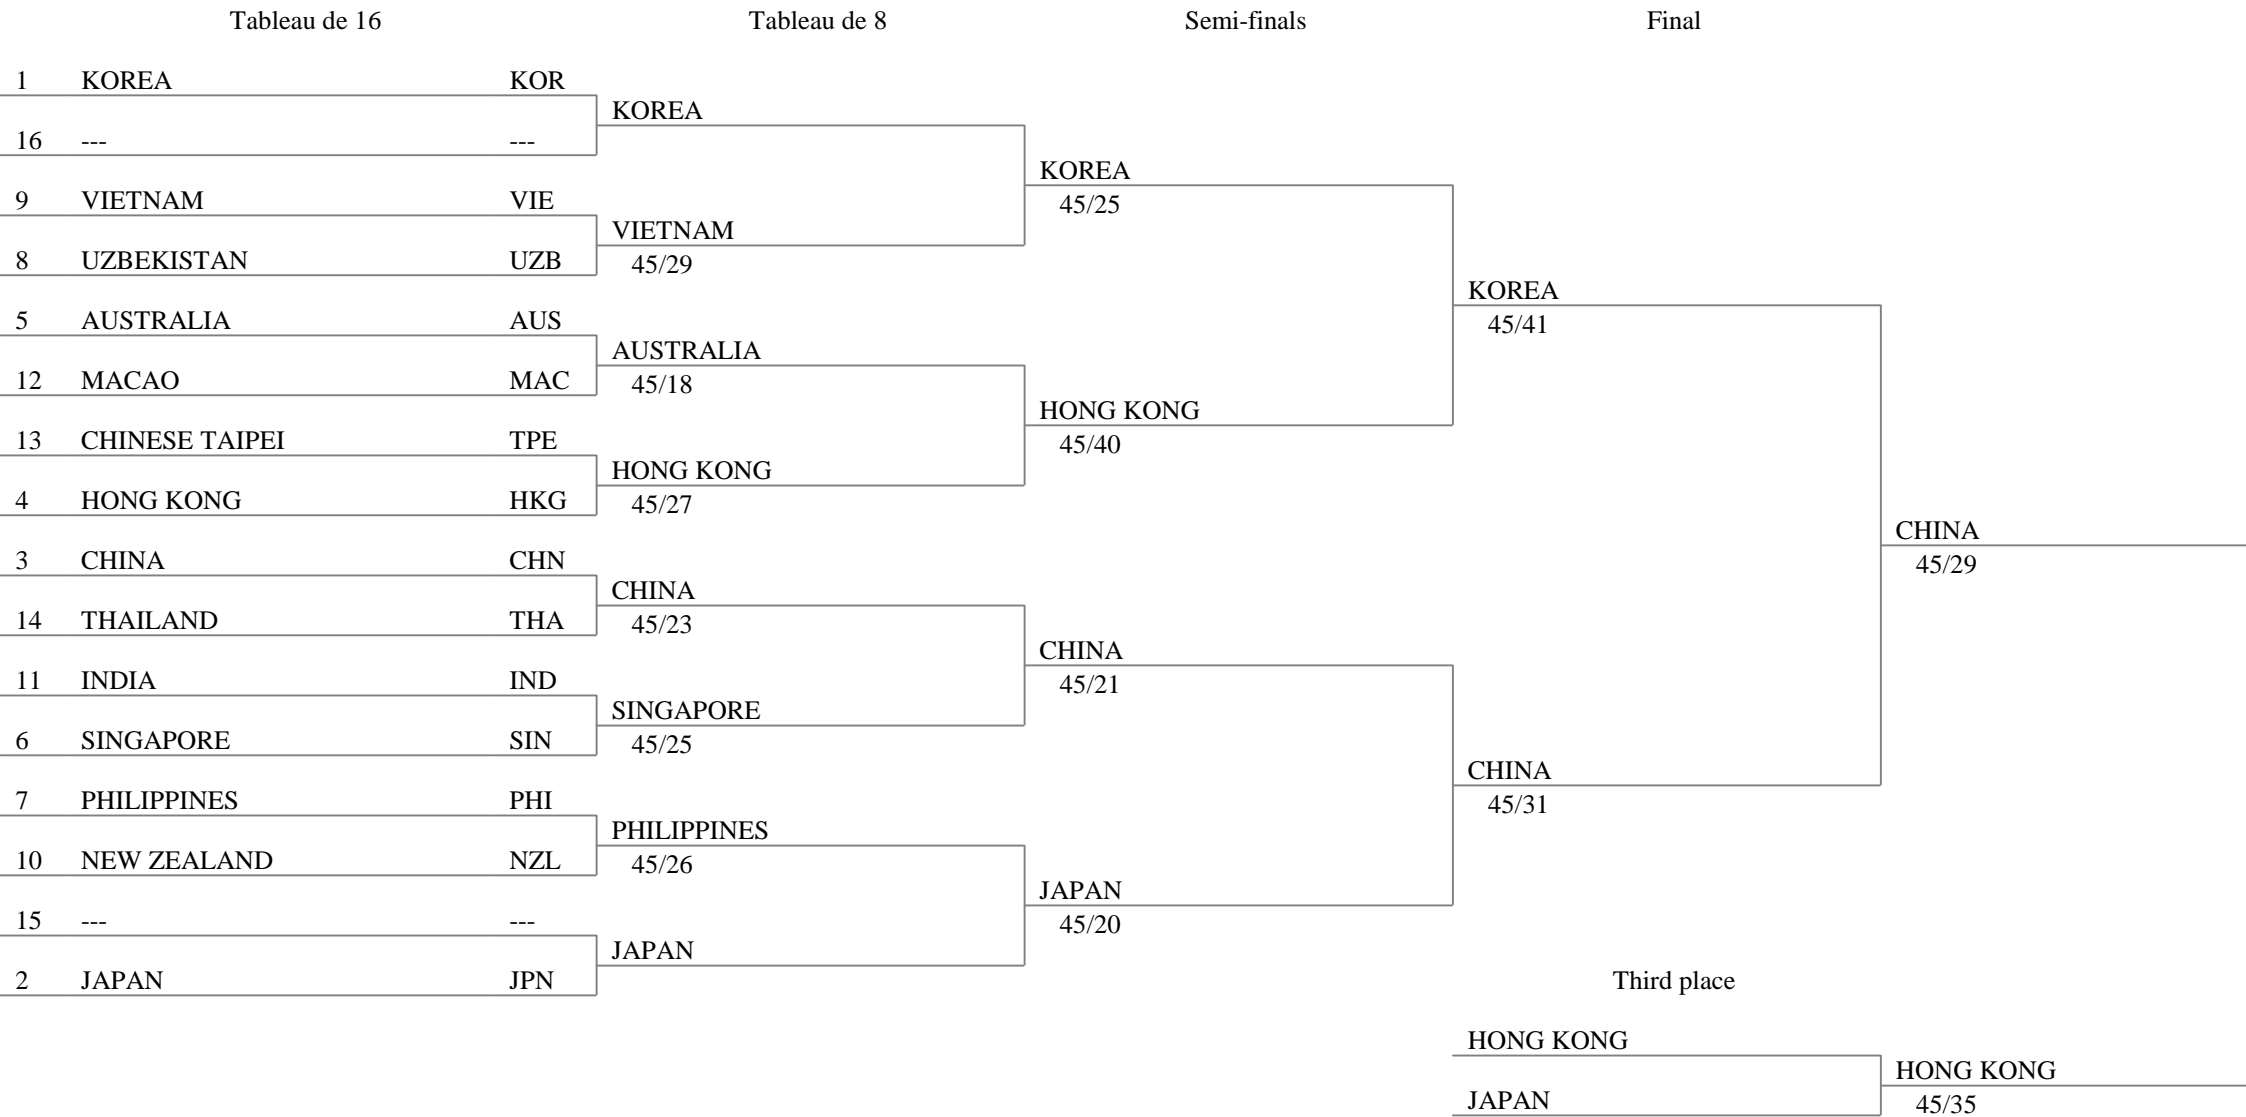 Tableau de 16 Tableau de 8 Semi-finals Final
1 KOREA KOR
KOREA
16 --- ---
KOREA
9 VIETNAM VIE
45/25
VIETNAM
8 UZBEKISTAN UZB
45/29
KOREA
5 AUSTRALIA AUS
45/41
AUSTRALIA
12 MACAO MAC
45/18
HONG KONG
13 CHINESE TAIPEI TPE
45/40
HONG KONG
4 HONG KONG HKG
45/27
CHINA
3 CHINA CHN
45/29
CHINA
14 THAILAND THA
45/23
CHINA
11 INDIA IND
45/21
SINGAPORE
6 SINGAPORE SIN
45/25
CHINA
7 PHILIPPINES PHI
45/31
PHILIPPINES
10 NEW ZEALAND NZL
45/26
JAPAN
15 --- ---
45/20
JAPAN
2 JAPAN JPN
Third place
HONG KONG
HONG KONG
JAPAN
45/35